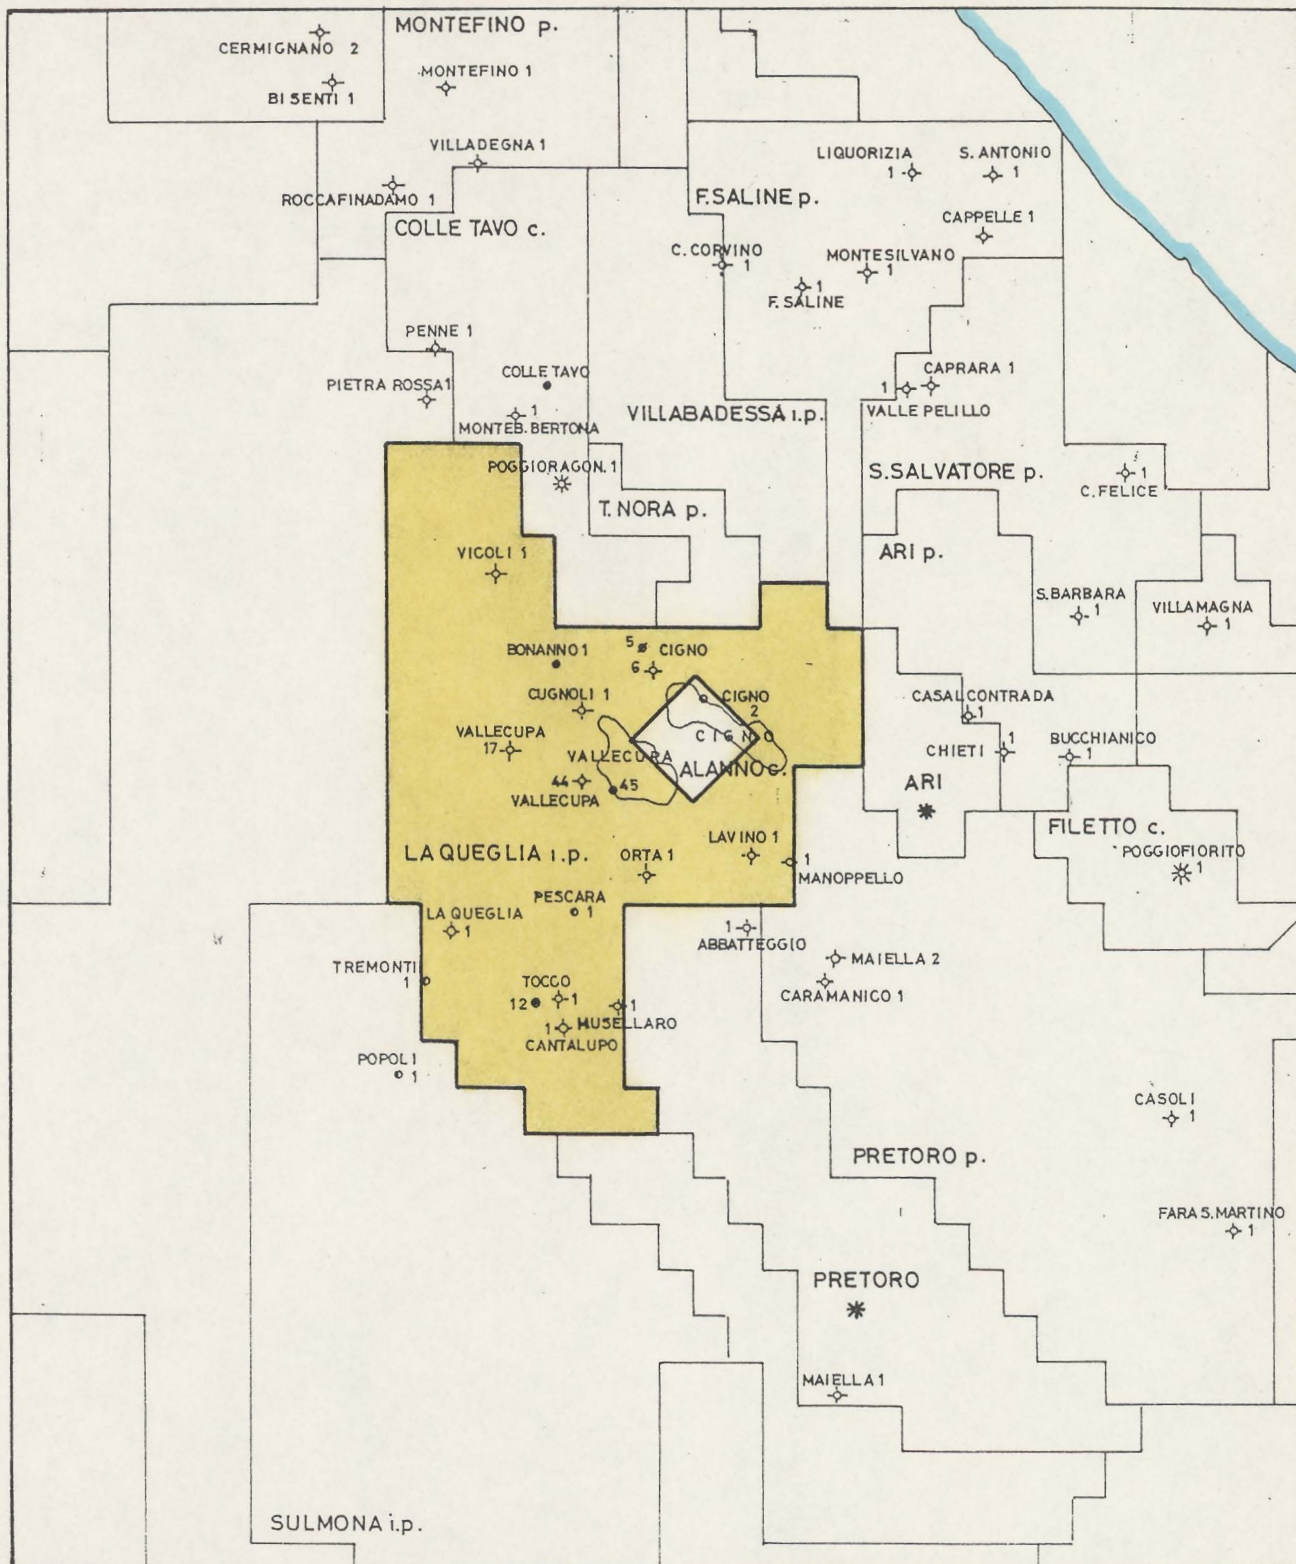 MONTEFINO p.
CERMIGNANO 2
MONTEFINO 1
BISENTI 1
VILLADEGNA 1
LIQUORIZIA
1
S. ANTONIO
1
ROCCAFINADAMO 1
F. SALINE p.
COLLE TAVO c.
CAPPELLE 1
C. CORVINO
1
MONTESILVANO
1
1
F. SALINE
PENNE 1
COLLE TAVO
CAPRARA 1
PIETRA ROSSA 1
1
1
VALLE PELILLO
VILLABADESSA i.p.
MONTEB. BERTONA
POGGIORAGON. 1
S. SALVATORE p.
1
C. FELICE
T. NORA p.
VICOLI 1
ARI p.
S. BARBARA
1
VILLAMAGNA
1
BONANNO 1
5
CIGNO
6
CUGNOLI 1
CIGNO
2
CASALCONTRADA
1
VALLECUPA
17
CIGNO
CHIETI
1
BUCCHIANICO
1
VALLECUPA
ALANNO c.
44
45
VALLECUPA
ARI
FILETTO c.
LAVINO 1
LA QUEGLIA i.p.
ORTA 1
1
MANOPPELLO
POGGIOFIORITO
1
PESCARA
1
LA QUEGLIA
1
1
ABBATTEGGIO
TREMONTI
1
MAIELLA 2
TOCCO
12
1
CARAMANICO 1
1
MUSELLARO
1
CANTALUPO
POPOLI
1
CASOLI
1
PRETORO p.
FARA S. MARTINO
1
PRETORO
MAIELLA 1
SULMONA i.p.